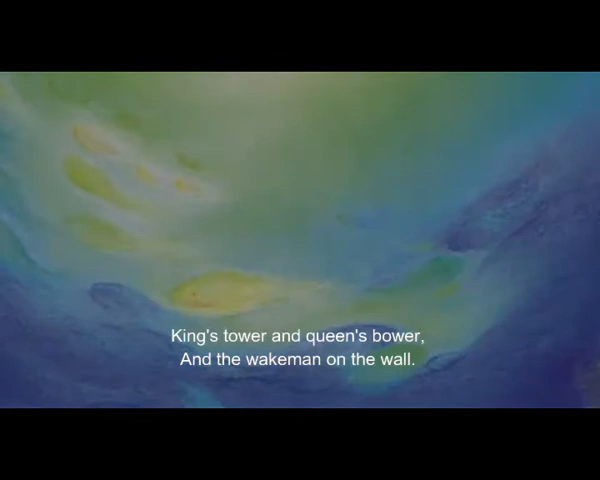 King's tower and queen's bower,
And the wakeman on the wall.